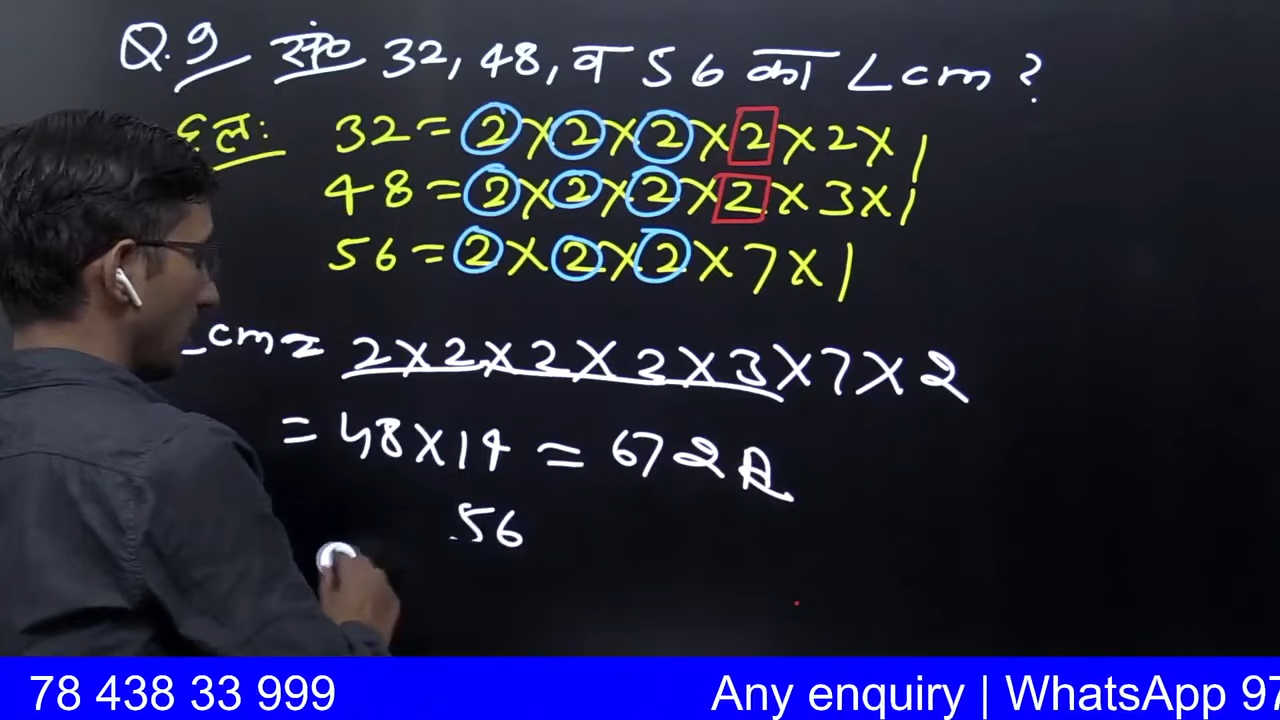 Q. 9 सं० 32, 48, व 56 का Lcm ?
हलः 32 = 2 × 2 × 2 × 2 × 2 × 1
48 = 2 × 2 × 2 × 2 × 3 × 1
56 = 2 × 2 × 2 × 7 × 1
cm = 2 × 2 × 2 × 2 × 3 × 7 × 2
= 48 × 14 = 672 A
56
78 438 33 999
Any enquiry | WhatsApp 97